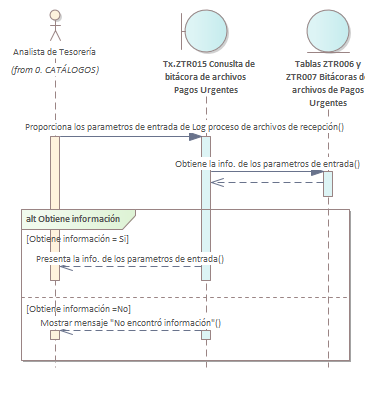 Analista de Tesorería
(from 0. CATÁLOGOS)
Tx.ZTR015 Conuslta de
bitácora de archivos
Pagos Urgentes
Tablas ZTR006 y
ZTR007 Bitácoras de
archivos de Pagos
Urgentes
Proporciona los parametros de entrada de Log proceso de archivos de recepción()
Obtiene la info. de los parametros de entrada()
alt Obtiene información
[Obtiene información = Si]
Presenta la info. de los parametros de entrada()
[Obtiene información =No]
Mostrar mensaje "No encontró información"()